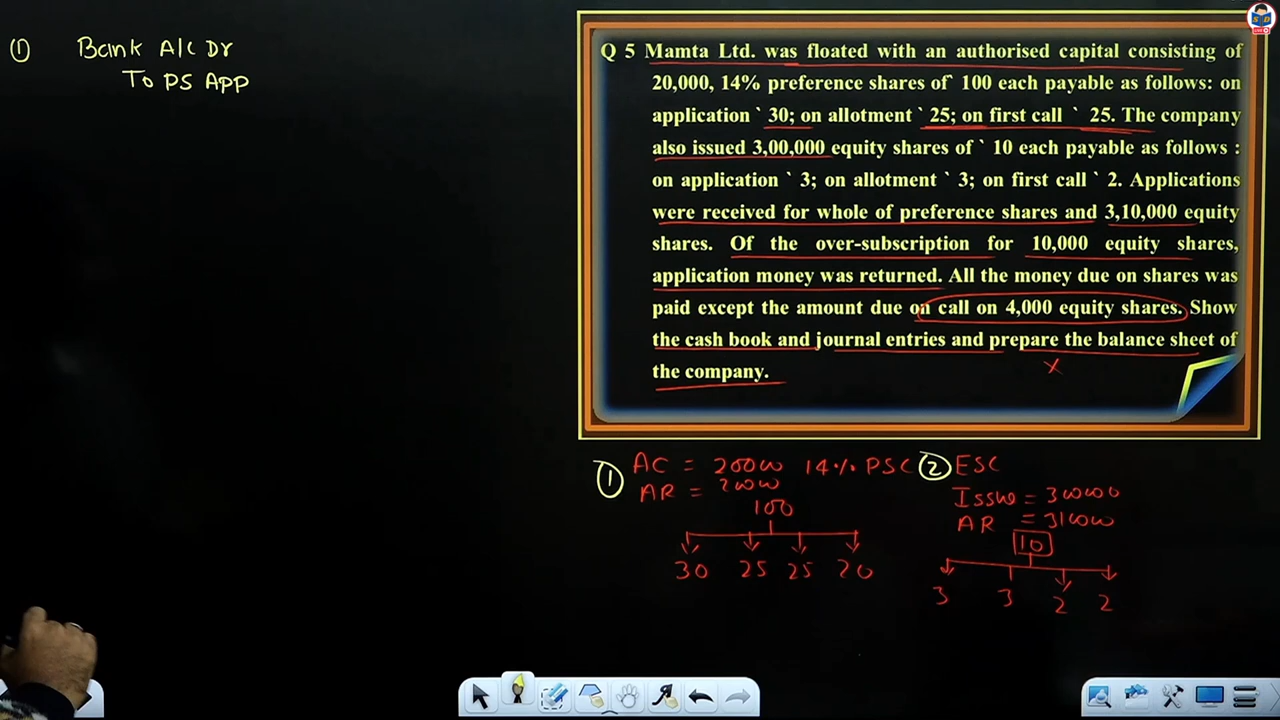 ① Bank A/c Dr
To PS App
Q 5 Mamta Ltd. was floated with an authorised capital consisting of
20,000, 14% preference shares of ` 100 each payable as follows: on
application ` 30; on allotment ` 25; on first call ` 25. The company
also issued 3,00,000 equity shares of ` 10 each payable as follows :
on application ` 3; on allotment ` 3; on first call ` 2. Applications
were received for whole of preference shares and 3,10,000 equity
shares. Of the over-subscription for 10,000 equity shares,
application money was returned. All the money due on shares was
paid except the amount due on call on 4,000 equity shares. Show
the cash book and journal entries and prepare the balance sheet of
the company.
x
① AC = 20000 14% PSC
AR = 20000
100
30 25 25 20
② ESC
Issue = 300000
AR = 310000
10
3 3 2 2